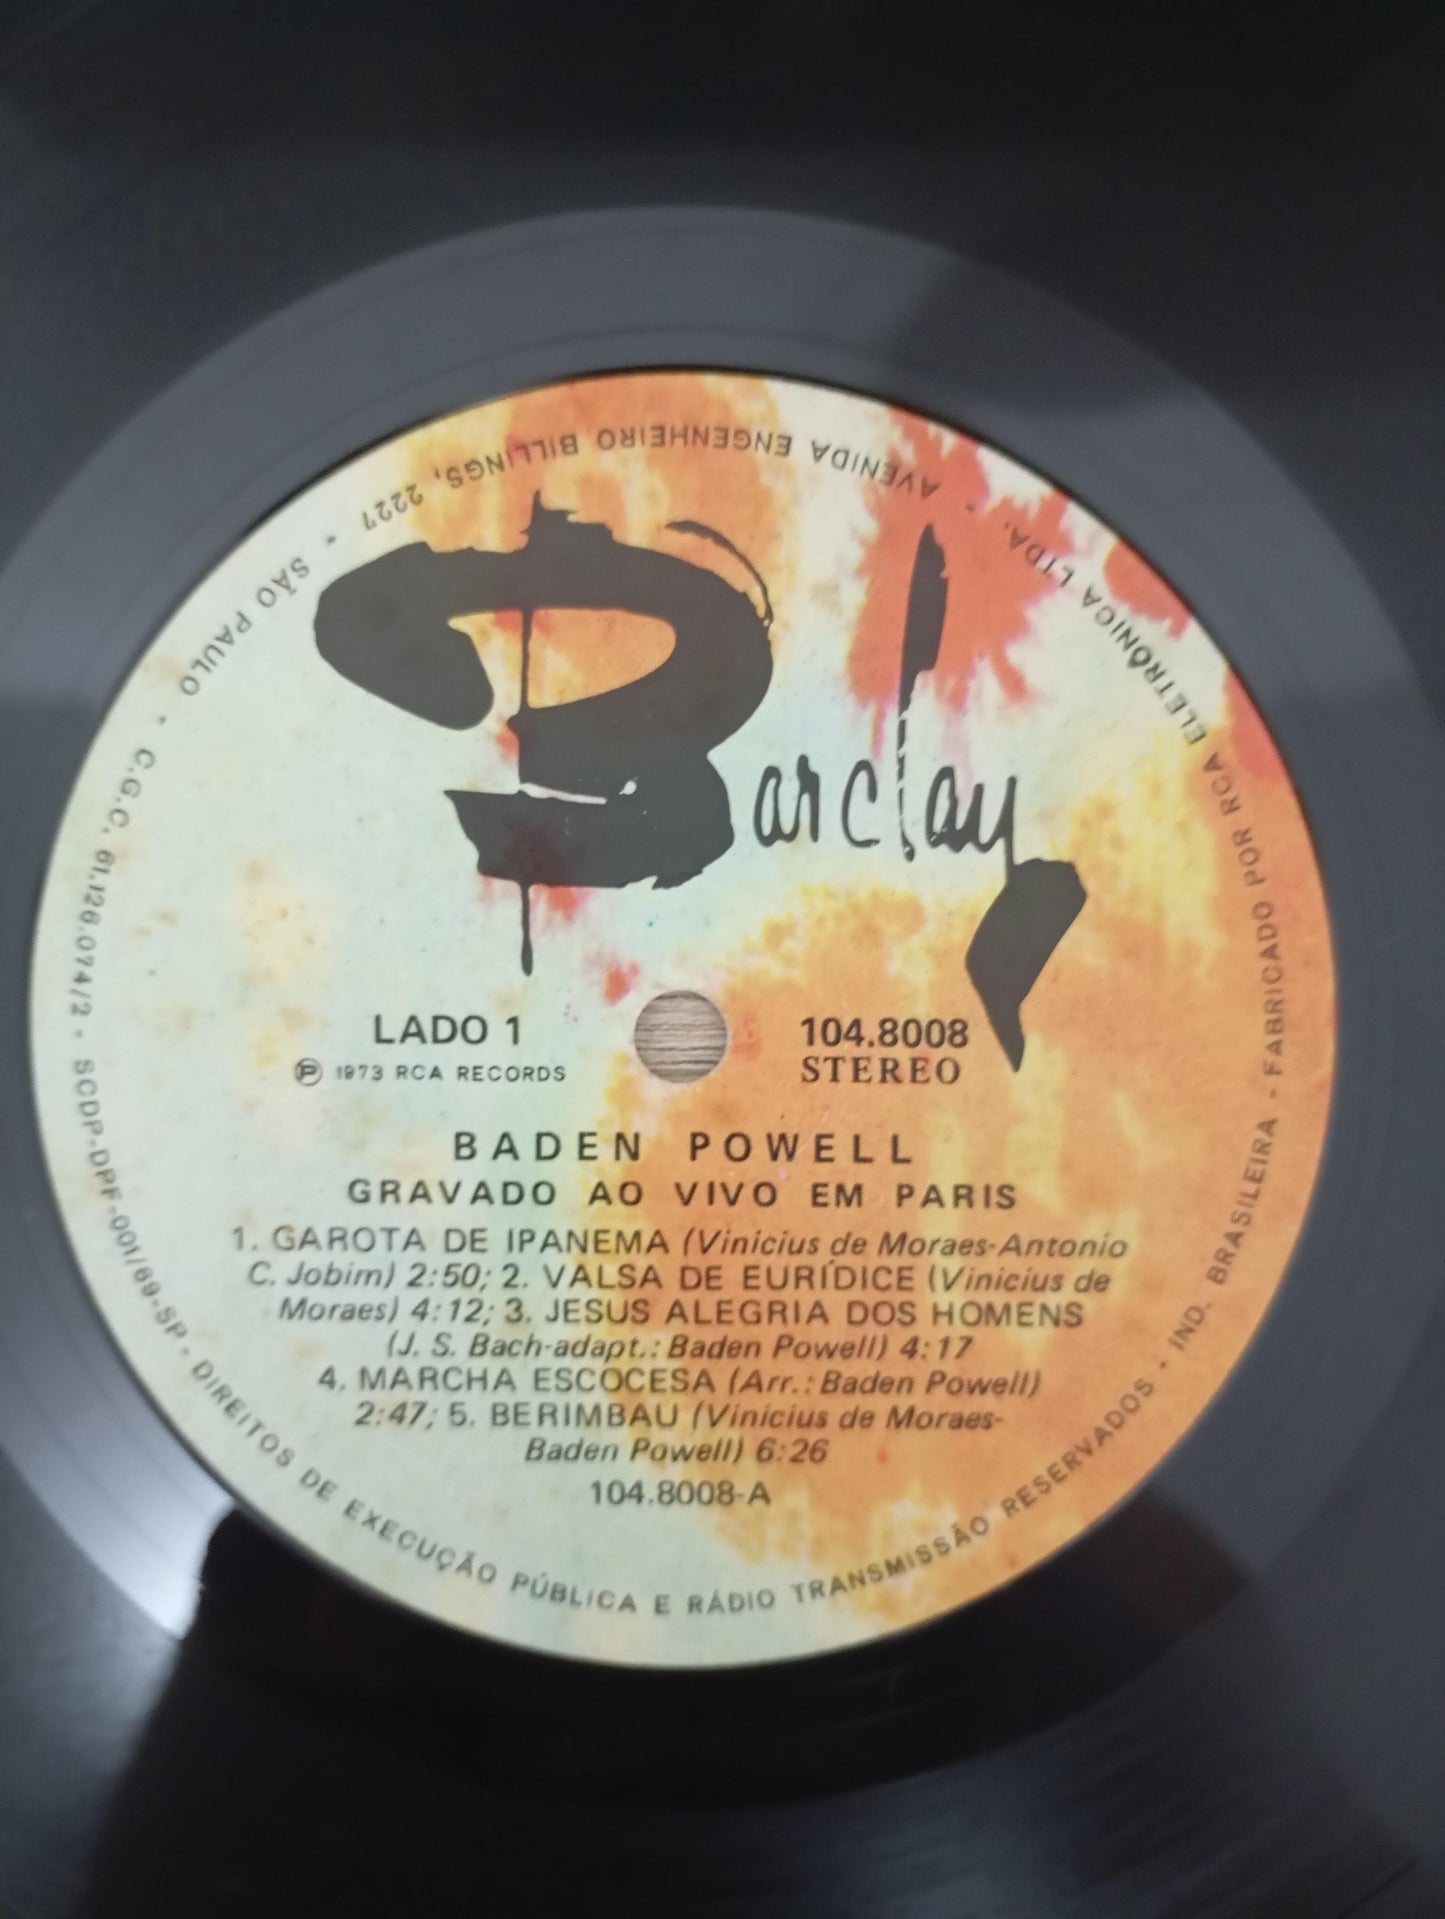 Barclay
LADO 1
℗ 1973 RCA RECORDS
104.8008
STEREO
BADEN POWELL
GRAVADO AO VIVO EM PARIS
1. GAROTA DE IPANEMA (Vinicius de Moraes-Antonio
C. Jobim) 2:50; 2. VALSA DE EURÍDICE (Vinicius de
Moraes) 4:12; 3. JESUS ALEGRIA DOS HOMENS
(J. S. Bach-adapt.: Baden Powell) 4:17
4. MARCHA ESCOCESA (Arr.: Baden Powell)
2:47; 5. BERIMBAU (Vinicius de Moraes-
Baden Powell) 6:26
104.8008-A
DIREITOS DE EXECUÇÃO PÚBLICA E RÁDIO TRANSMISSÃO RESERVADOS - IND. BRASILEIRA - FABRICADO POR RCA ELETRÔNICA LTDA. - AVENIDA ENGENHEIRO BILLINGS, 2227 - SÃO PAULO - C.G.C. 61.126.074/2 - SCDP-DPF-001/69-SP -